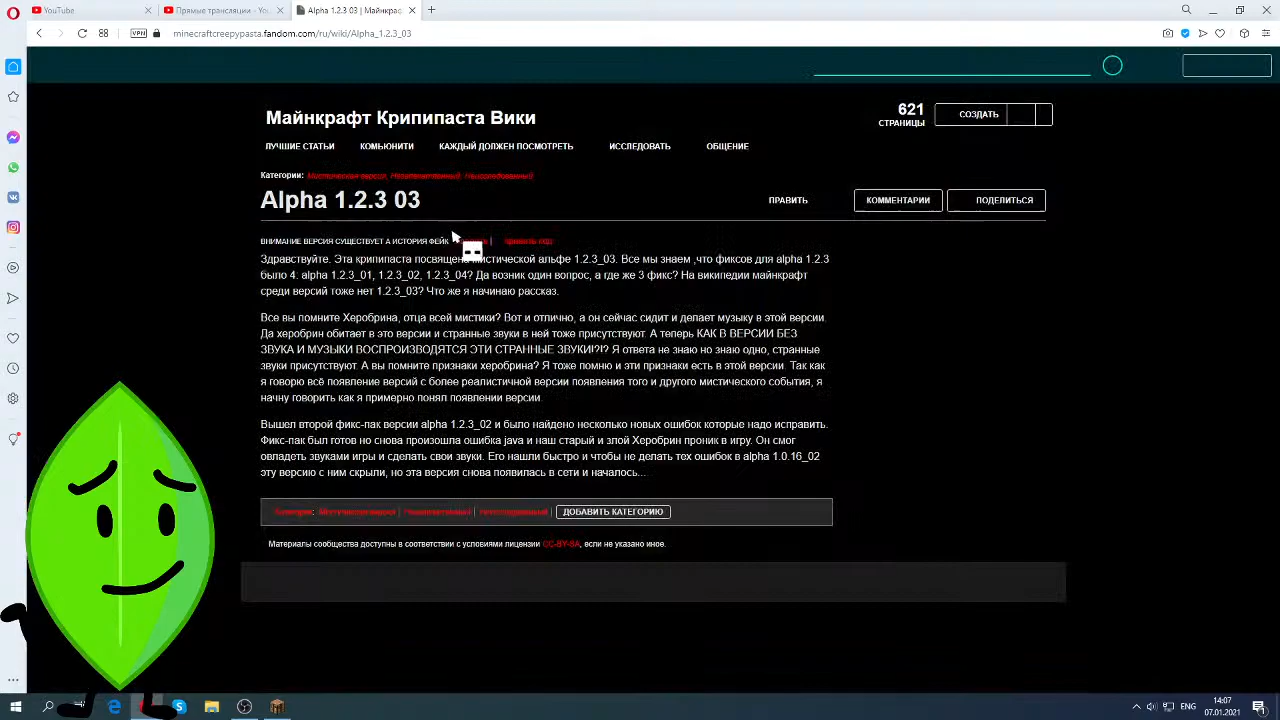 YouTube
Прямые трансляции - You
Alpha 1.2.3 03 | Майнкраф
VPN
minecraftcreepypasta.fandom.com/ru/wiki/Alpha_1.2.3_03
Майнкрафт Крипипаста Вики
621
СТРАНИЦЫ
СОЗДАТЬ
ЛУЧШИЕ СТАТЬИ КОМЬЮНИТИ КАЖДЫЙ ДОЛЖЕН ПОСМОТРЕТЬ ИССЛЕДОВАТЬ ОБЩЕНИЕ
Категории: Мистическая версия,
Alpha 1.2.3 03
ПРАВИТЬ КОММЕНТАРИИ ПОДЕЛИТЬСЯ
ВНИМАНИЕ ВЕРСИЯ СУЩЕСТВУЕТ А ИСТОРИЯ ФЕЙК
Здравствуйте. Эта крипипаста посвящена мистической альфе 1.2.3_03. Все мы знаем ,что фиксов для alpha 1.2.3
было 4. alpha 1.2.3_01, 1.2.3_02, 1.2.3_04? Да возник один вопрос, а где же 3 фикс? На википедии майнкрафт
среди версий тоже нет 1.2.3_03? Что же я начинаю рассказ.
Все вы помните Херобрина, отца всей мистики? Вот и отлично, а он сейчас сидит и делает музыку в этой версии.
Да херобрин обитает в это версии и странные звуки в ней тоже присутствуют. А теперь КАК В ВЕРСИИ БЕЗ
ЗВУКА И МУЗЫКИ ВОСПРОИЗВОДЯТСЯ ЭТИ СТРАННЫЕ ЗВУКИ!?!? Я ответа не знаю но знаю одно, странные
звуки присутствуют. А вы помните признаки херобрина? Я тоже помню и эти признаки есть в этой версии. Так как
я говорю всё появление версий с более реалистичной версии появления того и другого мистического события, я
начну говорить как я примерно понял появлении версии.
Вышел второй фикс-пак версии alpha 1.2.3_02 и было найдено несколько новых ошибок которые надо исправить.
Фикс-пак был готов но снова произошла ошибка java и наш старый и злой Херобрин проник в игру. Он смог
овладеть звуками игры и сделать свои звуки. Его нашли быстро и чтобы не делать тех ошибок в alpha 1.0.16_02
эту версию с ним скрыли, но эта версия снова появилась в сети и началось...
ДОБАВИТЬ КАТЕГОРИЮ
Материалы сообщества доступны в соответствии с условиями лицензии CC-BY-SA, если не указано иное.
ENG
14:07
07.01.2021